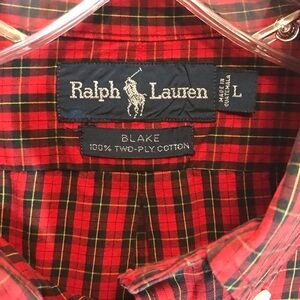 Ralph Lauren
MADE IN
GUATEMALA
L
BLAKE
100% TWO-PLY COTTON